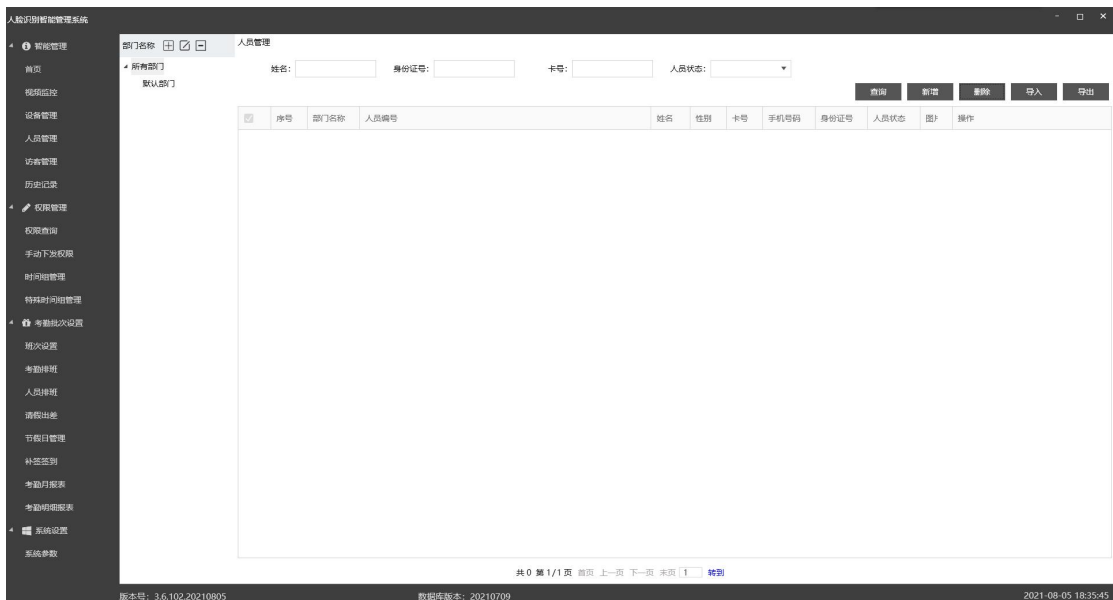 人脸识别智能管理系统
智能管理
首页
视频监控
设备管理
人员管理
访客管理
历史记录
权限管理
权限查询
手动下发权限
时间组管理
特殊时间组管理
考勤批次设置
班次设置
考勤排班
人员排班
请假出差
节假日管理
补签签到
考勤月报表
考勤明细报表
系统设置
系统参数
部门名称
所有部门
默认部门
人员管理
姓名: 身份证号: 卡号: 人员状态:
查询 新增 删除 导入 导出
序号 部门名称 人员编号 姓名 性别 卡号 手机号码 身份证号 人员状态 图片 操作
共 0 第 1/1 页 首页 上一页 下一页 末页 1 转到
版本号: 3.6.102.20210805 数据库版本: 20210709 2021-08-05 18:35:45